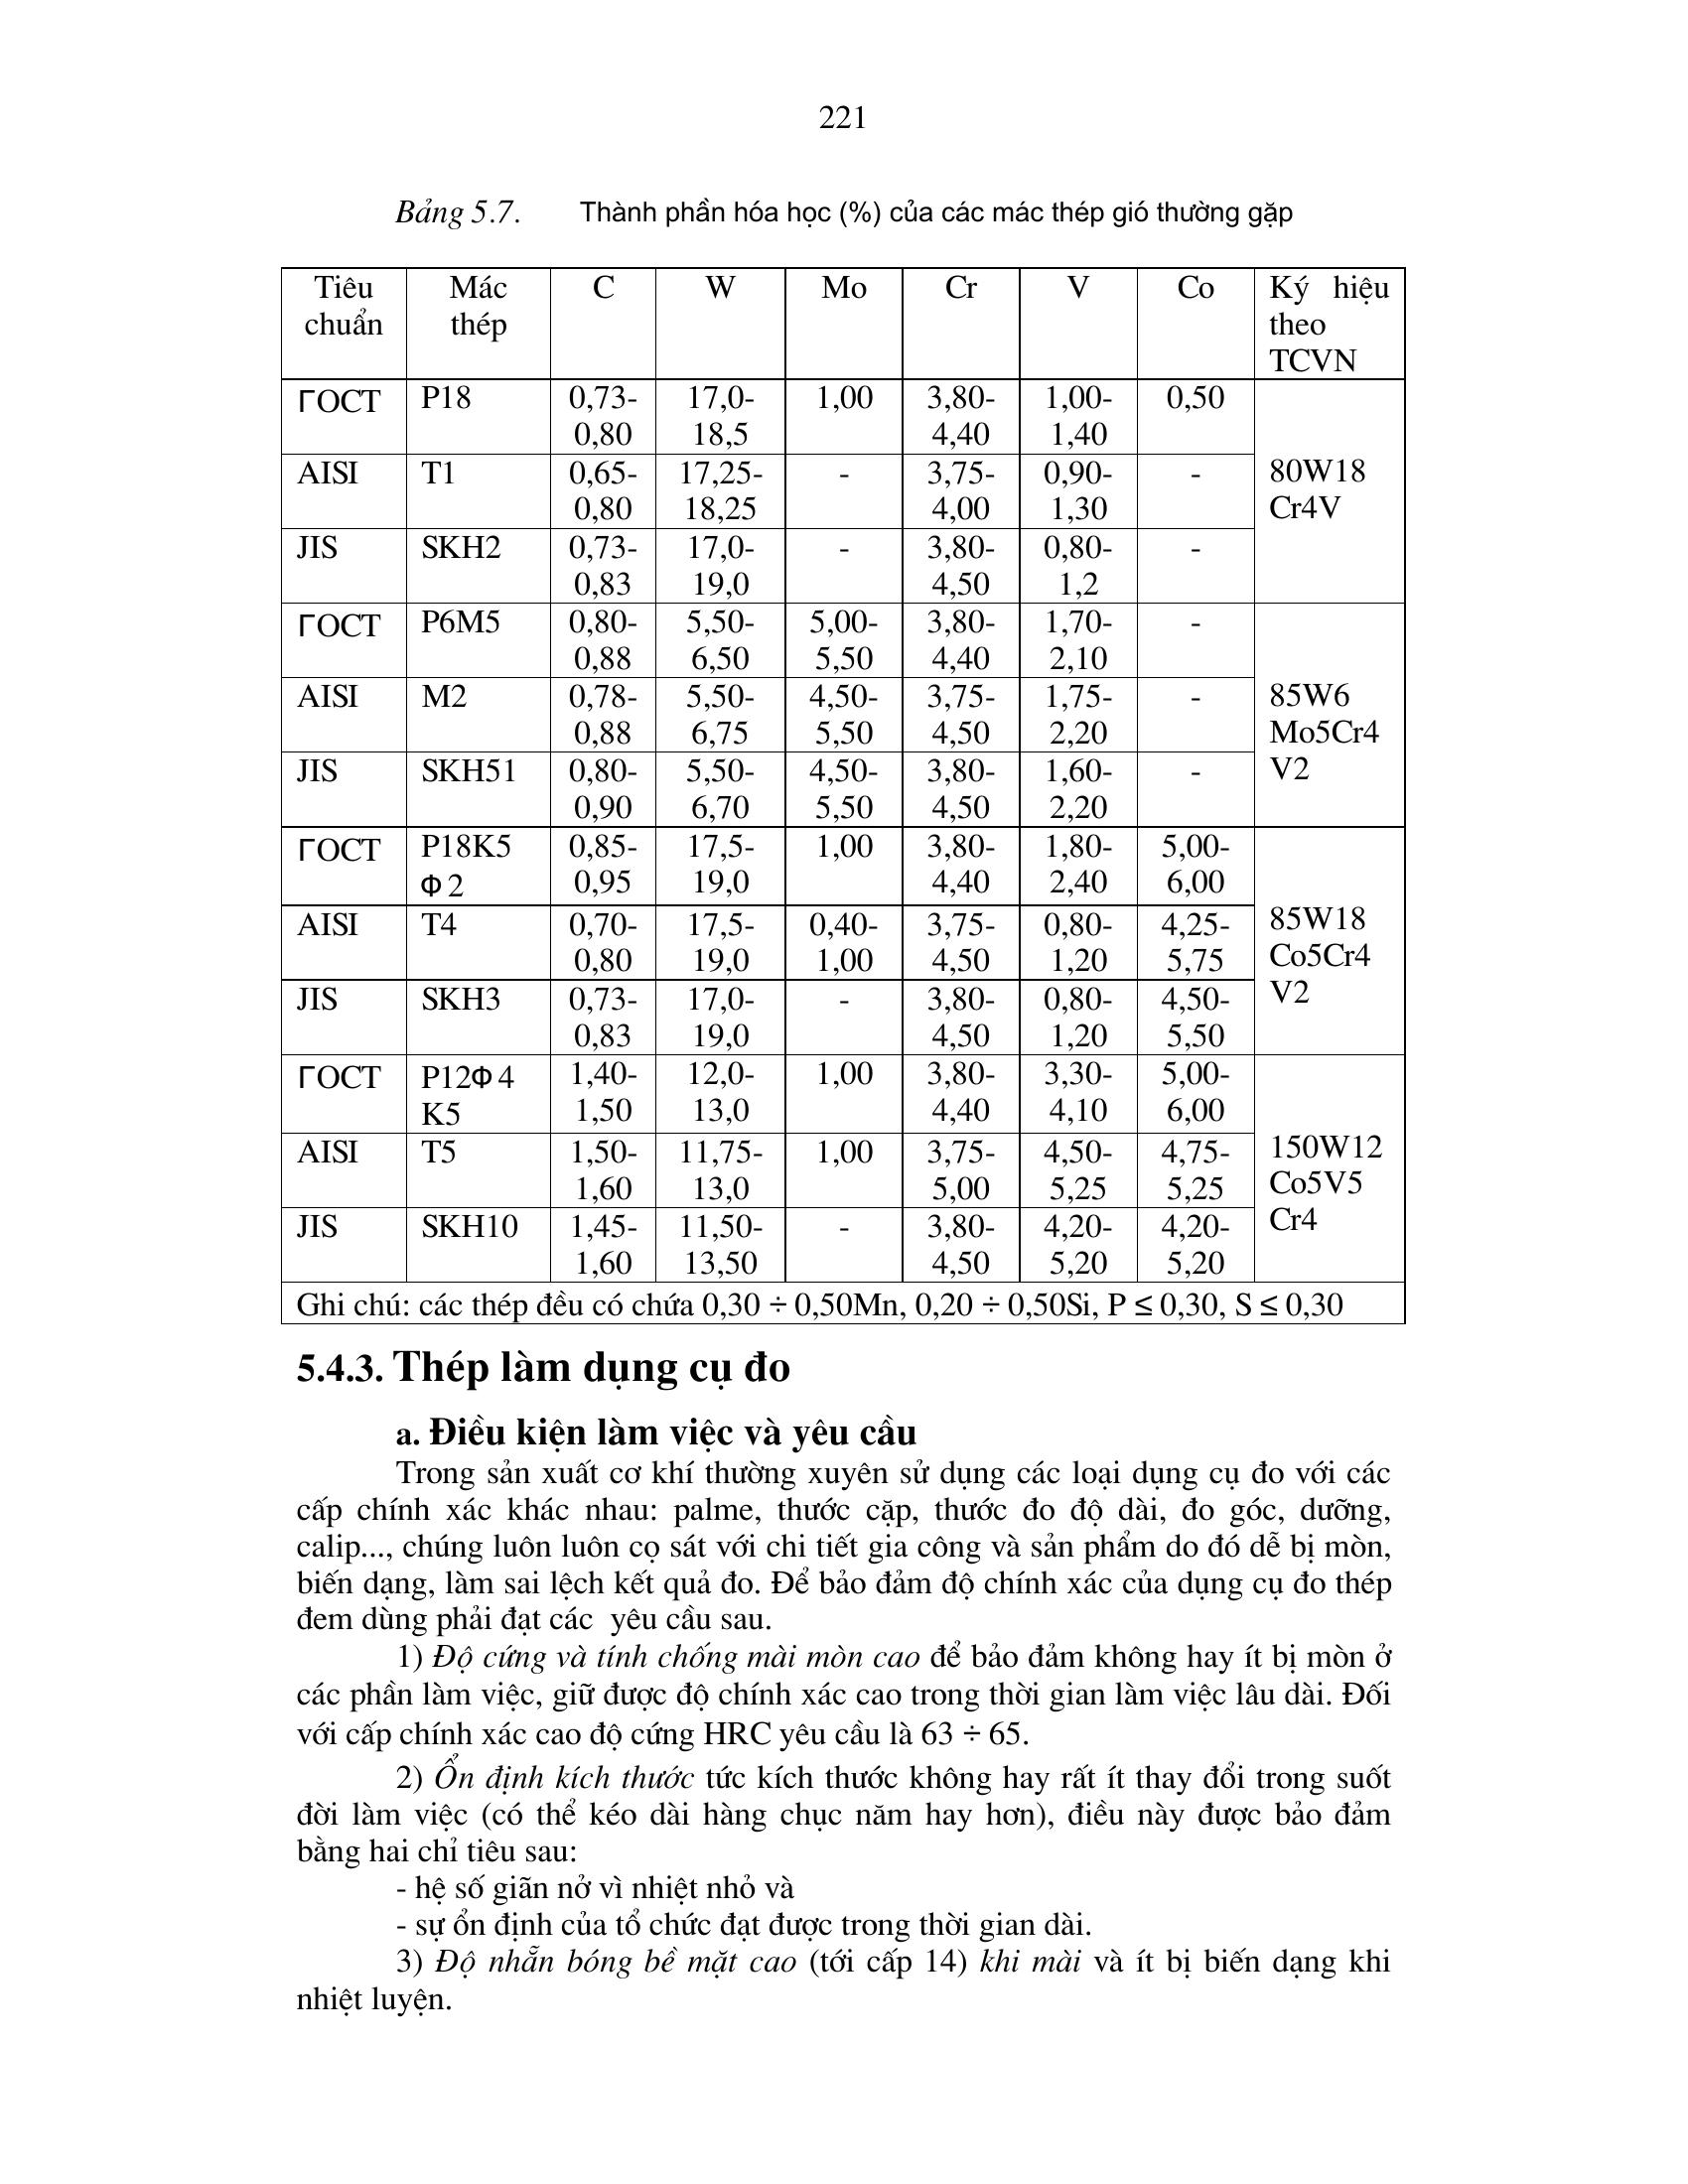 221
Bảng 5.7. Thành phần hóa học (%) của các mác thép gió thường gặp
Tiêu chuẩn | Mác thép | C | W | Mo | Cr | V | Co | Ký hiệu theo TCVN
ГOCT | P18 | 0,73-0,80 | 17,0-18,5 | 1,00 | 3,80-4,40 | 1,00-1,40 | 0,50 | 80W18Cr4V
AISI | T1 | 0,65-0,80 | 17,25-18,25 | - | 3,75-4,00 | 0,90-1,30 | -
JIS | SKH2 | 0,73-0,83 | 17,0-19,0 | - | 3,80-4,50 | 0,80-1,2 | -
ГOCT | P6M5 | 0,80-0,88 | 5,50-6,50 | 5,00-5,50 | 3,80-4,40 | 1,70-2,10 | - | 85W6Mo5Cr4V2
AISI | M2 | 0,78-0,88 | 5,50-6,75 | 4,50-5,50 | 3,75-4,50 | 1,75-2,20 | -
JIS | SKH51 | 0,80-0,90 | 5,50-6,70 | 4,50-5,50 | 3,80-4,50 | 1,60-2,20 | -
ГOCT | P18K5Ф2 | 0,85-0,95 | 17,5-19,0 | 1,00 | 3,80-4,40 | 1,80-2,40 | 5,00-6,00 | 85W18Co5Cr4V2
AISI | T4 | 0,70-0,80 | 17,5-19,0 | 0,40-1,00 | 3,75-4,50 | 0,80-1,20 | 4,25-5,75
JIS | SKH3 | 0,73-0,83 | 17,0-19,0 | - | 3,80-4,50 | 0,80-1,20 | 4,50-5,50
ГOCT | P12Ф4K5 | 1,40-1,50 | 12,0-13,0 | 1,00 | 3,80-4,40 | 3,30-4,10 | 5,00-6,00 | 150W12Co5V5Cr4
AISI | T5 | 1,50-1,60 | 11,75-13,0 | 1,00 | 3,75-5,00 | 4,50-5,25 | 4,75-5,25
JIS | SKH10 | 1,45-1,60 | 11,50-13,50 | - | 3,80-4,50 | 4,20-5,20 | 4,20-5,20
Ghi chú: các thép đều có chứa 0,30 ÷ 0,50Mn, 0,20 ÷ 0,50Si, P ≤ 0,30, S ≤ 0,30
5.4.3. Thép làm dụng cụ đo
a. Điều kiện làm việc và yêu cầu
Trong sản xuất cơ khí thường xuyên sử dụng các loại dụng cụ đo với các
cấp chính xác khác nhau: palme, thước cặp, thước đo độ dài, đo góc, dưỡng,
calip..., chúng luôn luôn cọ sát với chi tiết gia công và sản phẩm do đó dễ bị mòn,
biến dạng, làm sai lệch kết quả đo. Để bảo đảm độ chính xác của dụng cụ đo thép
đem dùng phải đạt các yêu cầu sau.
1) Độ cứng và tính chống mài mòn cao để bảo đảm không hay ít bị mòn ở
các phần làm việc, giữ được độ chính xác cao trong thời gian làm việc lâu dài. Đối
với cấp chính xác cao độ cứng HRC yêu cầu là 63 ÷ 65.
2) Ổn định kích thước tức kích thước không hay rất ít thay đổi trong suốt
đời làm việc (có thể kéo dài hàng chục năm hay hơn), điều này được bảo đảm
bằng hai chỉ tiêu sau:
- hệ số giãn nở vì nhiệt nhỏ và
- sự ổn định của tổ chức đạt được trong thời gian dài.
3) Độ nhẵn bóng bề mặt cao (tới cấp 14) khi mài và ít bị biến dạng khi
nhiệt luyện.